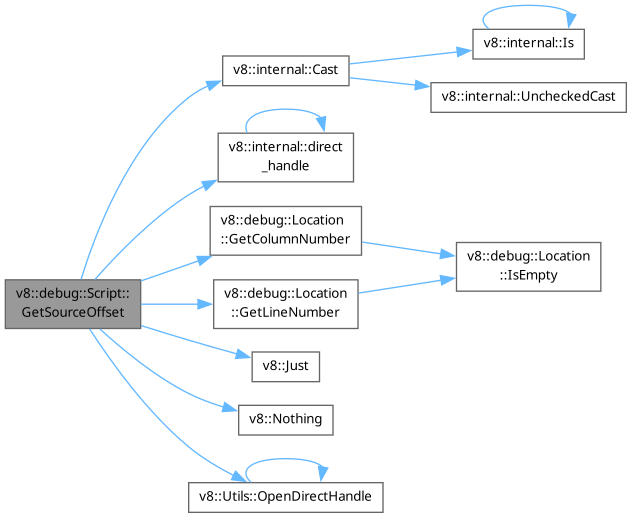 v8::internal::Is
v8::internal::Cast
v8::internal::UncheckedCast
v8::internal::direct
_handle
v8::debug::Location
::GetColumnNumber
v8::debug::Location
::IsEmpty
v8::debug::Script::
GetSourceOffset
v8::debug::Location
::GetLineNumber
v8::Just
v8::Nothing
v8::Utils::OpenDirectHandle